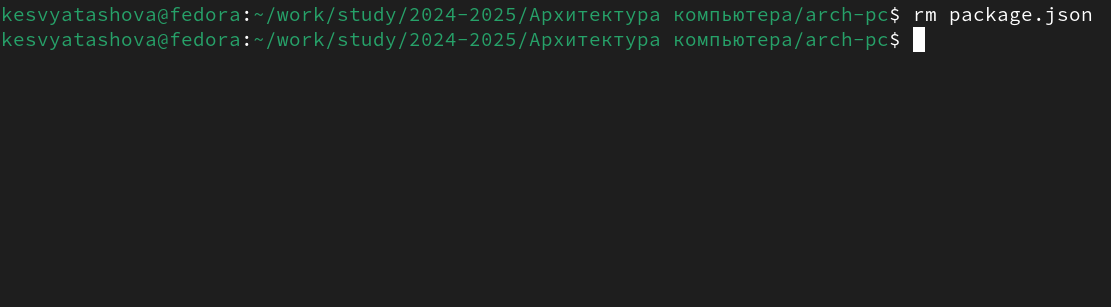 kesvyatashova@fedora:~/work/study/2024-2025/Архитектура компьютера/arch-pc$ rm package.json
kesvyatashova@fedora:~/work/study/2024-2025/Архитектура компьютера/arch-pc$